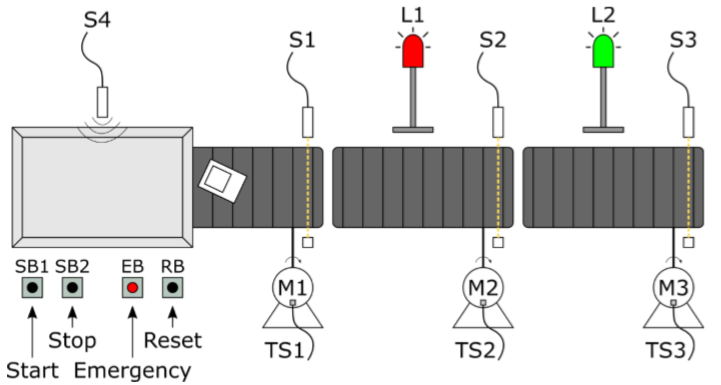 S4
L1
L2
S1
S2
S3
SB1 SB2 EB RB
M1
M2
M3
Stop
Reset
TS1
TS2
TS3
Start Emergency